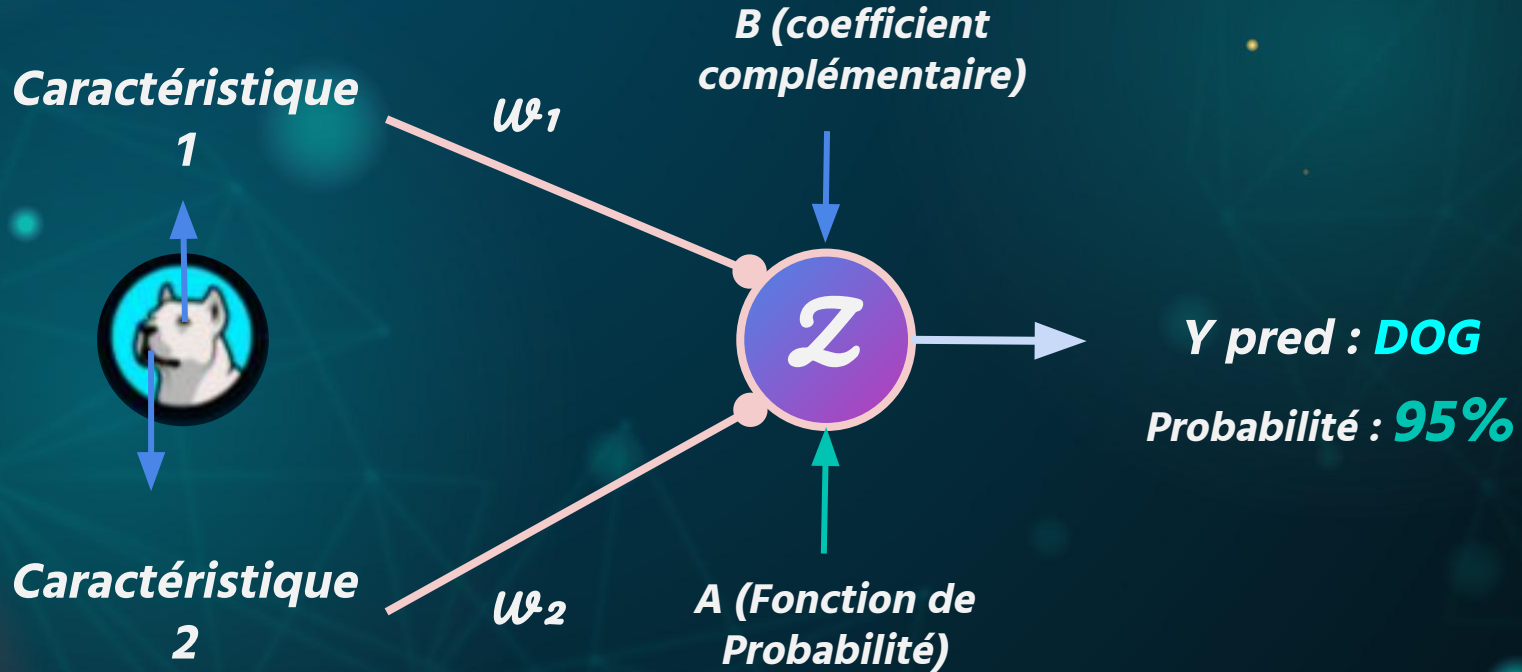 B (coefficient
complémentaire)
Caractéristique
1
W1
Z
Y pred : DOG
Probabilité : 95%
Caractéristique
2
W2
A (Fonction de
Probabilité)